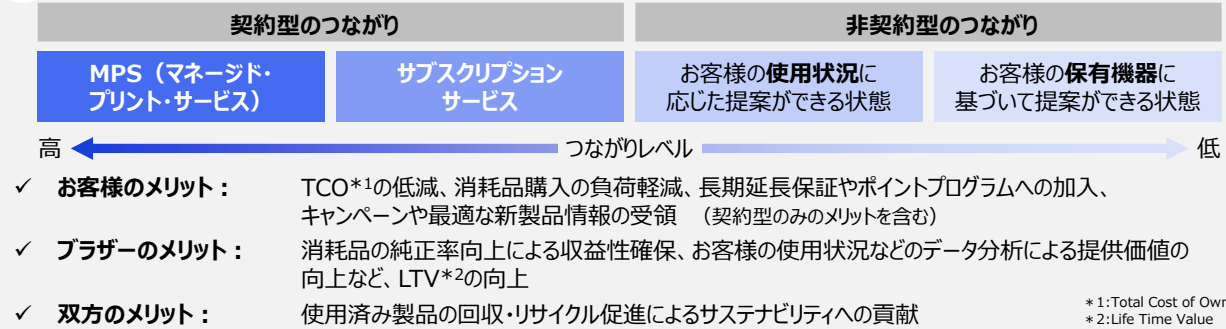 契約型のつながり
非契約型のつながり
MPS（マネージド・
プリント・サービス）
サブスクリプション
サービス
お客様の使用状況に
応じた提案ができる状態
お客様の保有機器に
基づいて提案ができる状態
高 つながりレベル 低
✓ お客様のメリット： TCO*1の低減、消耗品購入の負荷軽減、長期延長保証やポイントプログラムへの加入、
キャンペーンや最適な新製品情報の受領 （契約型のみのメリットを含む）
✓ ブラザーのメリット： 消耗品の純正率向上による収益性確保、お客様の使用状況などのデータ分析による提供価値の
向上など、LTV*2の向上
✓ 双方のメリット： 使用済み製品の回収・リサイクル促進によるサステナビリティへの貢献
*1:Total Cost of Own
*2:Life Time Value